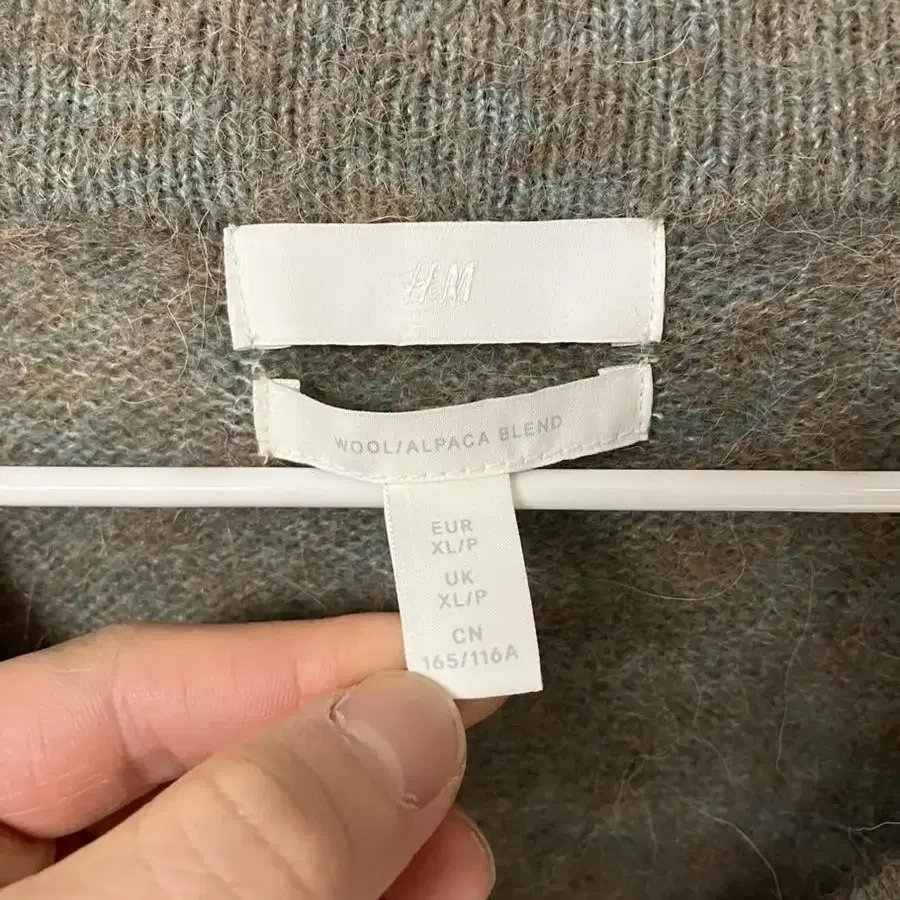 H&M
WOOL/ALPACA BLEND
EUR
XL/P
UK
XL/P
CN
165/116A